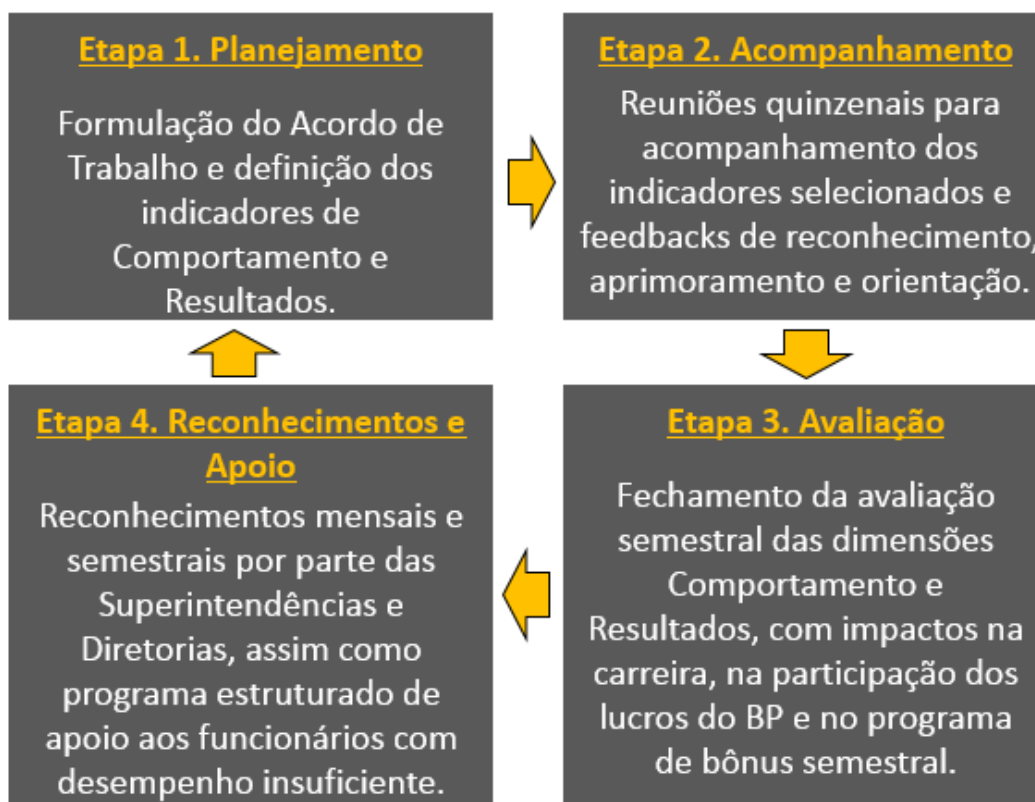 Etapa 1. Planejamento
Formulação do Acordo de
Trabalho e definição dos
indicadores de
Comportamento e
Resultados.
Etapa 2. Acompanhamento
Reuniões quinzenais para
acompanhamento dos
indicadores selecionados e
feedbacks de reconhecimento,
aprimoramento e orientação.
Etapa 3. Avaliação
Fechamento da avaliação
semestral das dimensões
Comportamento e
Resultados, com impactos na
carreira, na participação dos
lucros do BP e no programa
de bônus semestral.
Etapa 4. Reconhecimentos e
Apoio
Reconhecimentos mensais e
semestrais por parte das
Superintendências e
Diretorias, assim como
programa estruturado de
apoio aos funcionários com
desempenho insuficiente.